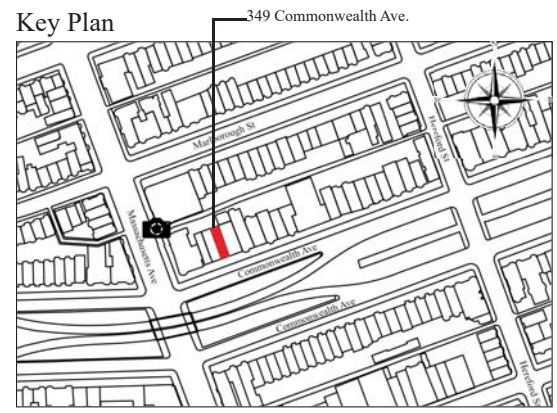 Key Plan
349 Commonwealth Ave.
Marlborough St
Hereford St
Massachusetts Ave
Commonwealth Ave
Commonwealth Ave
Hereford St